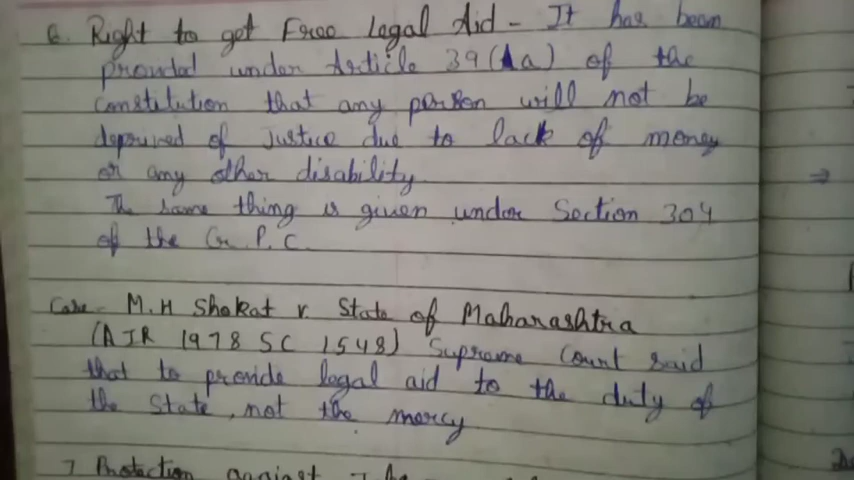 6. Right to get Free Legal Aid - It has been
provided under Article 39(Aa) of the
constitution that any person will not be
deprived of Justice due to lack of money
or any other disability
The same thing is given under Section 304
of the Cr. P. C.
Case - M.H Shokat v. State of Maharashtra
(AIR 1978 SC 1548) Supreme Court said
that to provide legal aid to the duty of
the State, not the mercy
7 Protection against